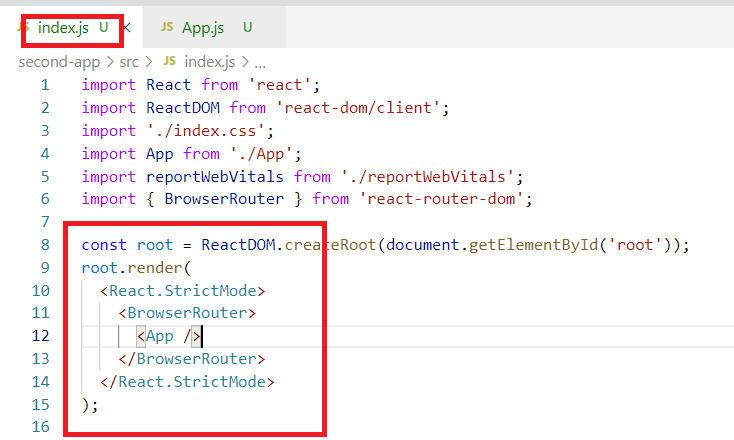 JS index.js U ×
JS App.js U
second-app > src > JS index.js > ...
1 import React from 'react';
2 import ReactDOM from 'react-dom/client';
3 import './index.css';
4 import App from './App';
5 import reportWebVitals from './reportWebVitals';
6 import { BrowserRouter } from 'react-router-dom';
7
8 const root = ReactDOM.createRoot(document.getElementById('root'));
9 root.render(
10   <React.StrictMode>
11     <BrowserRouter>
12       <App />
13     </BrowserRouter>
14   </React.StrictMode>
15 );
16